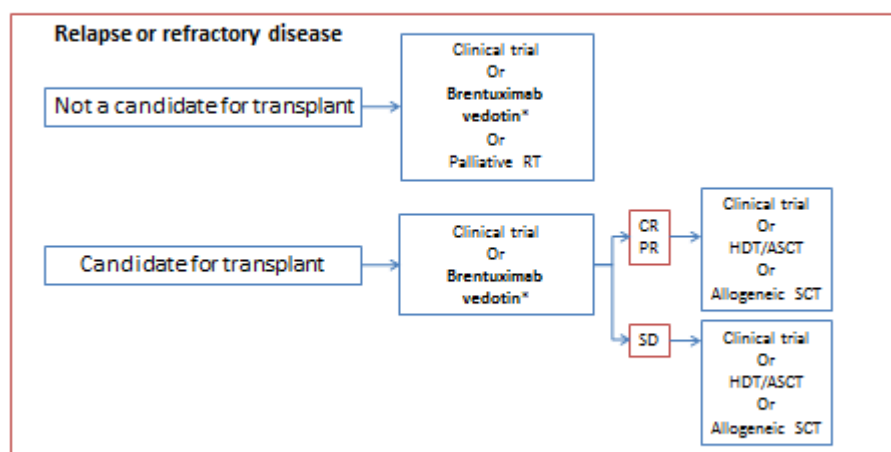 Relapse or refractory disease
Not a candidate for transplant
Clinical trial
Or
Brentuximab
vedotin*
Or
Palliative RT
Candidate for transplant
Clinical trial
Or
Brentuximab
vedotin*
CR
PR
Clinical trial
Or
HDT/ASCT
Or
Allogeneic SCT
SD
Clinical trial
Or
HDT/ASCT
Or
Allogeneic SCT